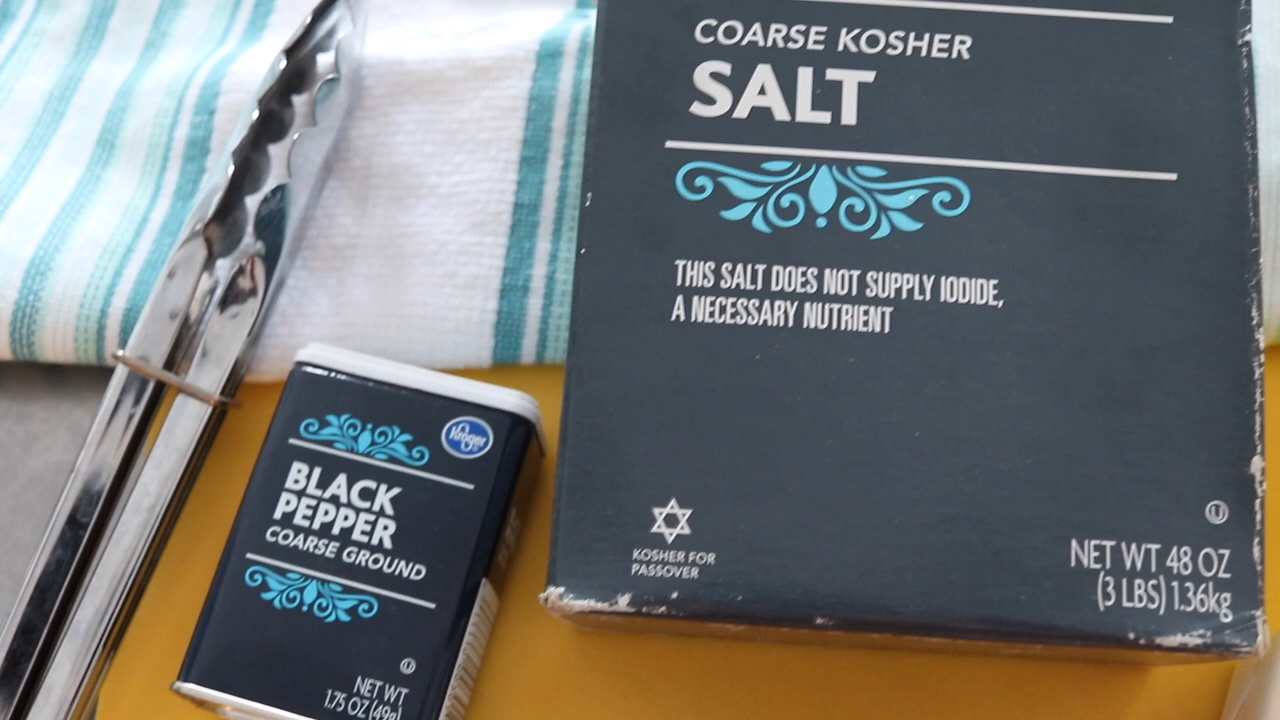 COARSE KOSHER
SALT
THIS SALT DOES NOT SUPPLY IODIDE,
A NECESSARY NUTRIENT
KOSHER FOR
PASSOVER
U
NET WT 48 OZ
(3 LBS) 1.36kg
Kroger
BLACK
PEPPER
COARSE GROUND
U
NET WT
1.75 OZ (49g)